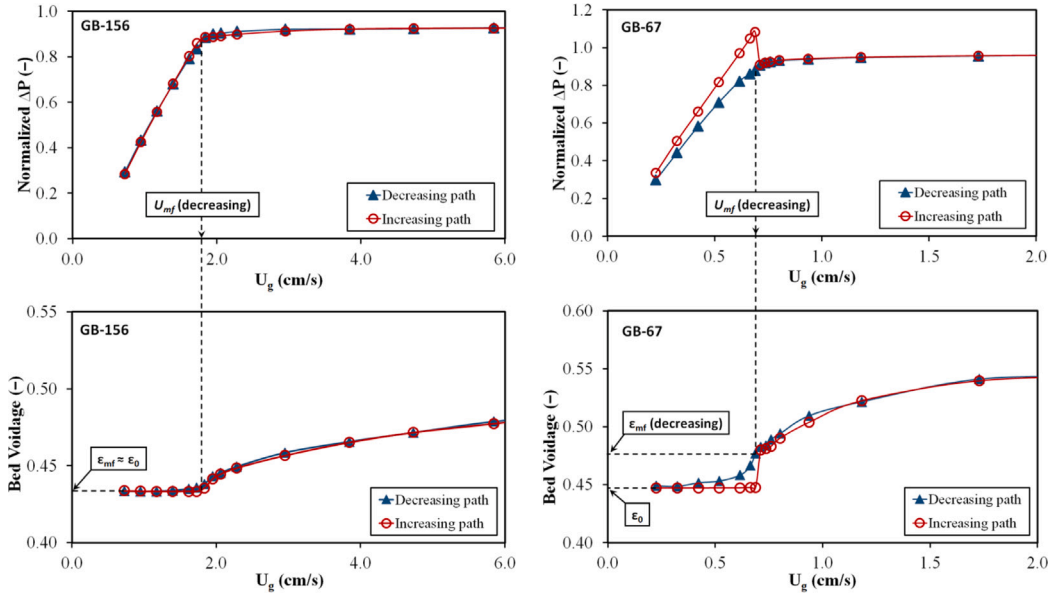 GB-156
Normalized ΔP (−)
1.0
0.8
0.6
0.4
0.2
0.0
Decreasing path
Increasing path
Umf (decreasing)
0.0
2.0
4.0
6.0
Ug (cm/s)
GB-67
Normalized ΔP (−)
1.2
1.0
0.8
0.6
0.4
0.2
0.0
Decreasing path
Increasing path
Umf (decreasing)
0.0
0.5
1.0
1.5
2.0
Ug (cm/s)
GB-156
Bed Voidage (−)
0.55
0.50
0.45
0.40
εmf ≈ ε0
Decreasing path
Increasing path
0.0
2.0
4.0
6.0
Ug (cm/s)
GB-67
Bed Voidage (−)
0.60
0.55
0.50
0.45
0.40
εmf (decreasing)
ε0
Decreasing path
Increasing path
0.0
0.5
1.0
1.5
2.0
Ug (cm/s)